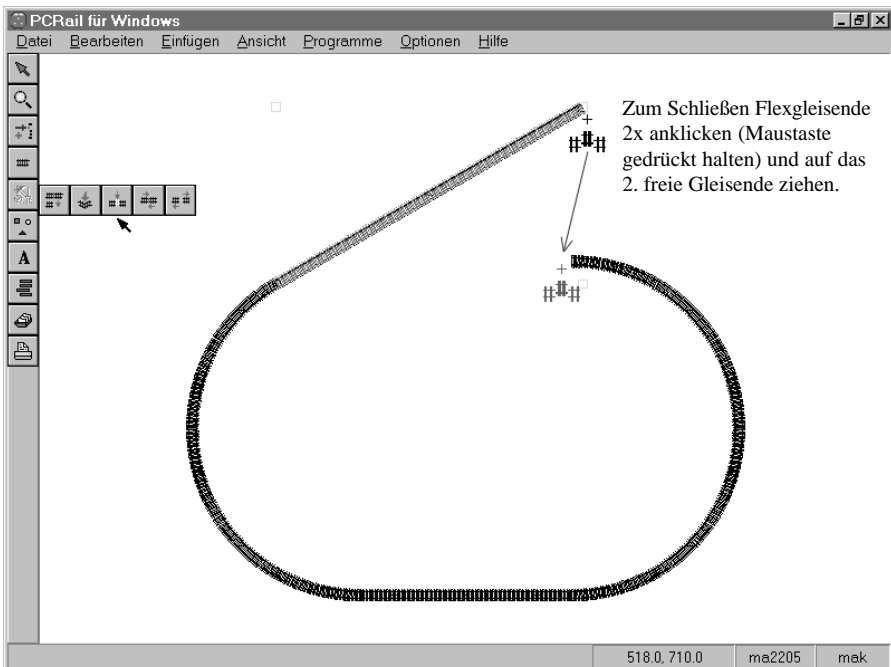 PCRail für Windows
Datei Bearbeiten Einfügen Ansicht Programme Optionen Hilfe
Zum Schließen Flexgleisende
2x anklicken (Maustaste
gedrückt halten) und auf das
2. freie Gleisende ziehen.
A
518.0, 710.0 ma2205 mak